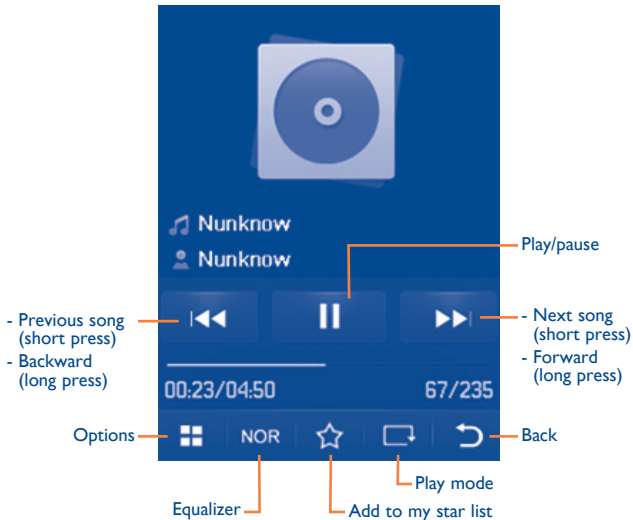 Nunknow
Nunknow
Play/pause
- Previous song
(short press)
- Backward
(long press)
- Next song
(short press)
- Forward
(long press)
00:23/04:50
67/235
Options
NOR
Back
Play mode
Equalizer
Add to my star list